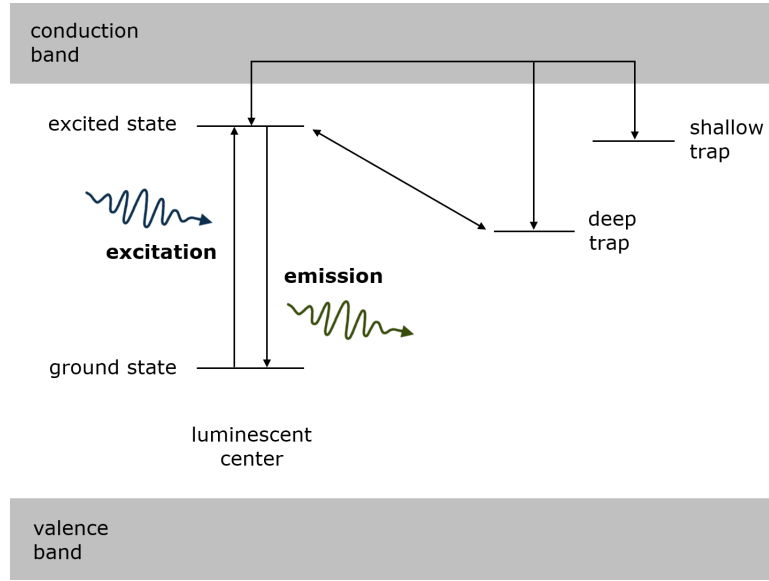 conduction
band
excited state
shallow
trap
deep
trap
excitation
emission
ground state
luminescent
center
valence
band